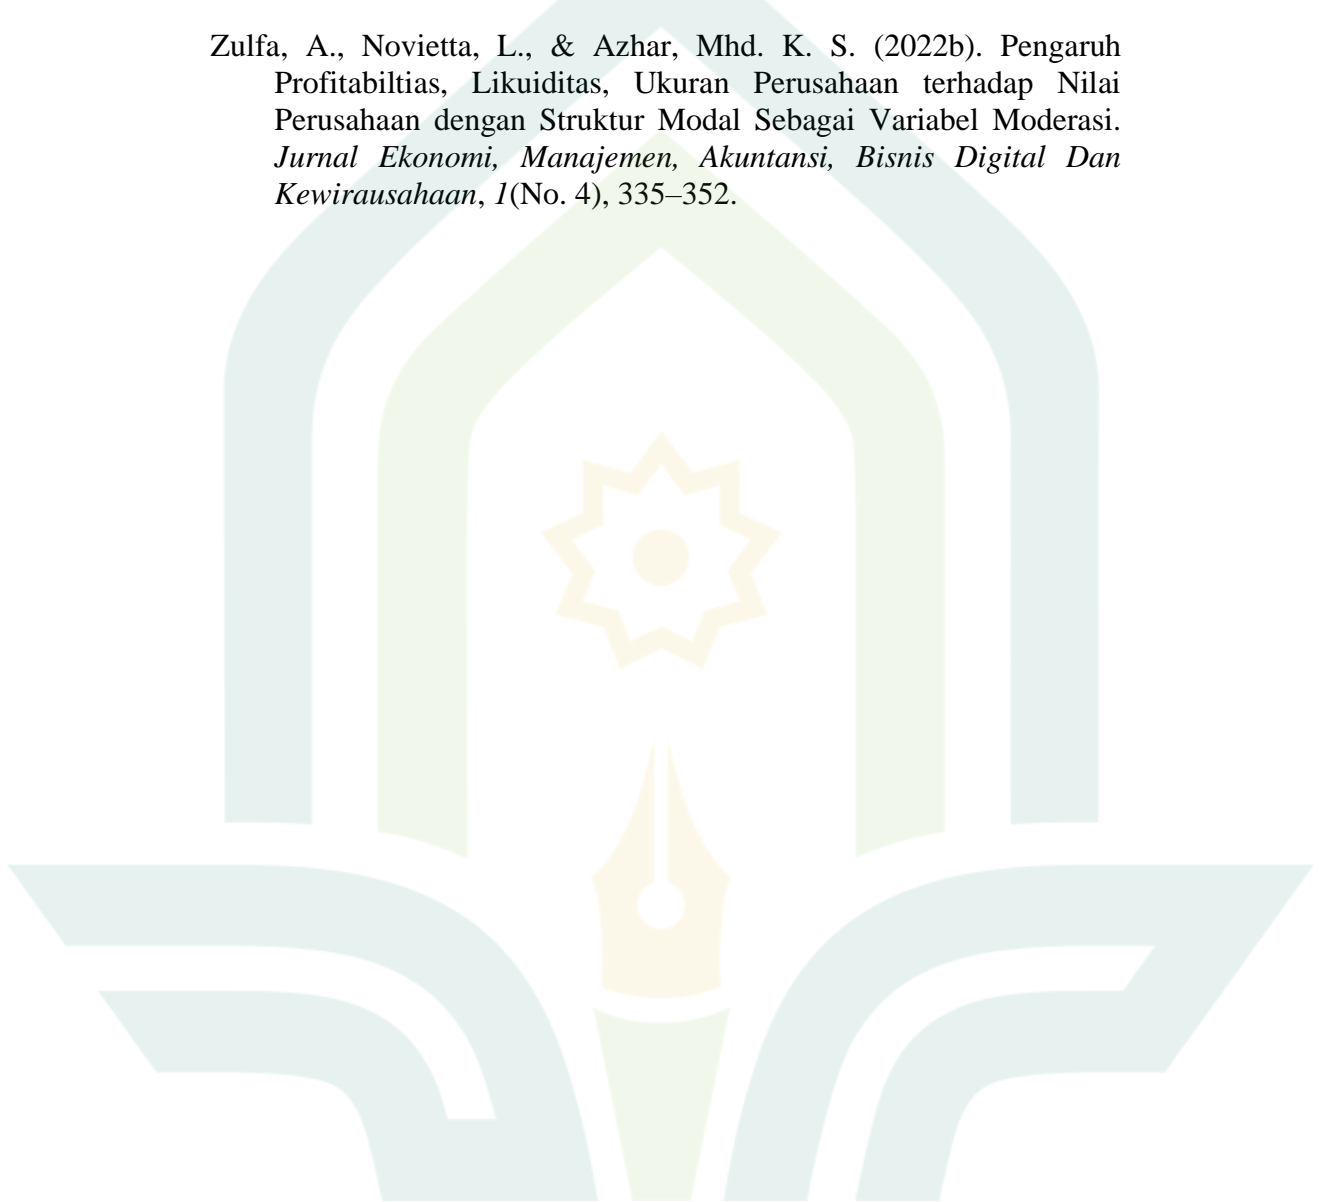 Zulfa, A., Novietta, L., & Azhar, Mhd. K. S. (2022b). Pengaruh
Profitabiltias, Likuiditas, Ukuran Perusahaan terhadap Nilai
Perusahaan dengan Struktur Modal Sebagai Variabel Moderasi.
Jurnal Ekonomi, Manajemen, Akuntansi, Bisnis Digital Dan
Kewirausahaan, 1(No. 4), 335–352.